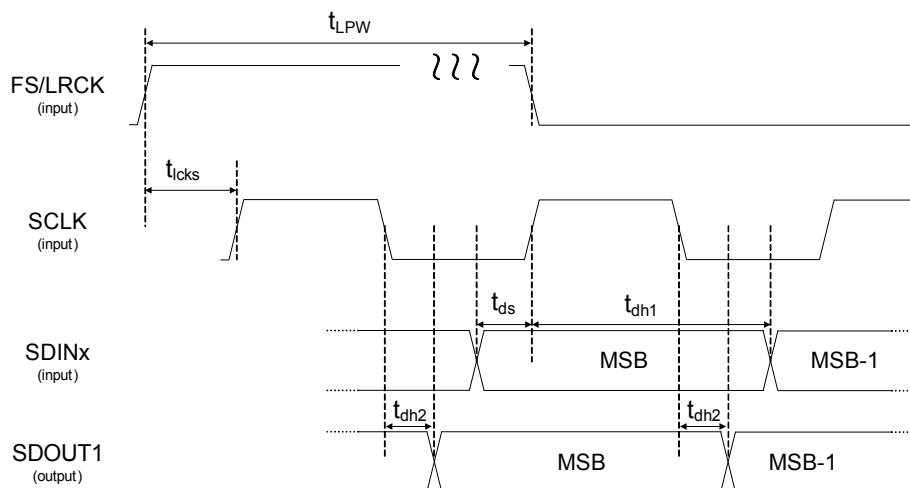 tLPW
FS/LRCK
(input)
tlcks
SCLK
(input)
tds
tdh1
SDINx
(input)
MSB
MSB-1
tdh2
tdh2
SDOUT1
(output)
MSB
MSB-1